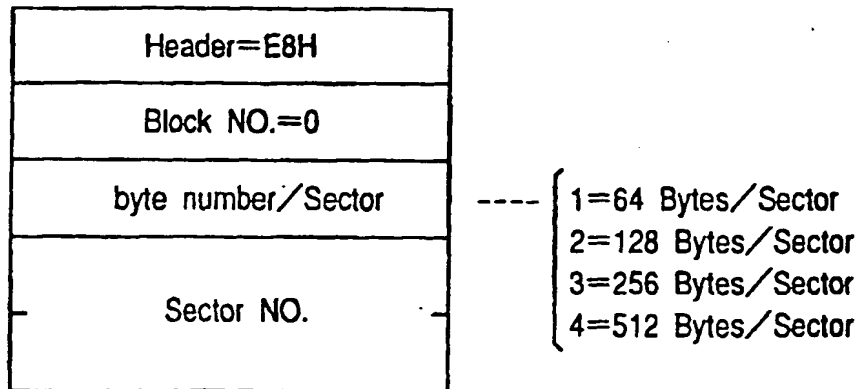 Header=E8H
Block NO.=0
byte number/Sector
1=64 Bytes/Sector
2=128 Bytes/Sector
3=256 Bytes/Sector
4=512 Bytes/Sector
Sector NO.